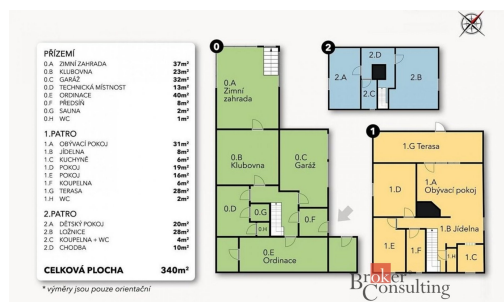 PŘÍZEMÍ
0.A ZIMNÍ ZAHRADA 37m²
0.B KLUBOVNA 23m²
0.C GARÁŽ 32m²
0.D TECHNICKÁ MÍSTNOST 13m²
0.E ORDINACE 40m²
0.F PŘEDSÍŇ 8m²
0.G SAUNA 2m²
0.H WC 1m²
1.PATRO
1.A OBÝVACÍ POKOJ 31m²
1.B JÍDELNA 8m²
1.C KUCHYNĚ 6m²
1.D POKOJ 19m²
1.E POKOJ 16m²
1.F KOUPELNA 6m²
1.G TERASA 28m²
1.H WC 2m²
2.PATRO
2.A DĚTSKÝ POKOJ 20m²
2.B LOŽNICE 28m²
2.C KOUPELNA + WC 4m²
2.D CHODBA 10m²
CELKOVÁ PLOCHA 340m²
* výměry jsou pouze orientační
0
0.A
Zimní
zahrada
0.B
Klubovna
0.C
Garáž
0.D
0.G
0.H
0.F
0.E
Ordinace
2
2.A
2.D
2.C
2.B
1
1.G Terasa
1.D
1.A
Obývací pokoj
1.B Jídelna
1.E
1.F
1.H
1.C
Broker
Consulting